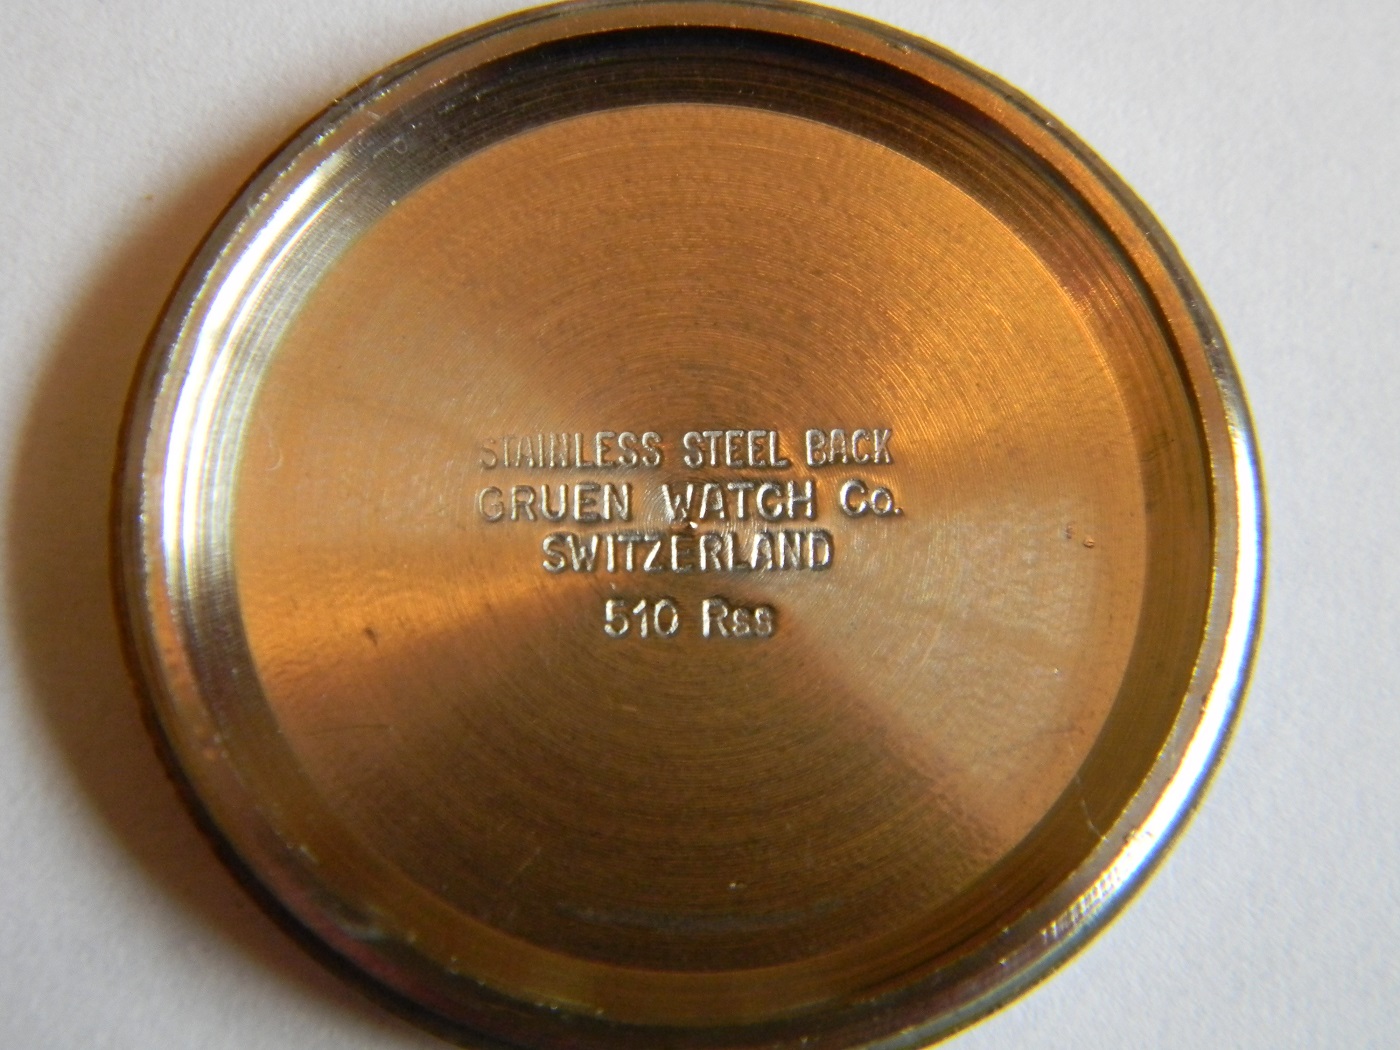 STAINLESS STEEL BACK
GRUEN WATCH Co.
SWITZERLAND
510 Rss